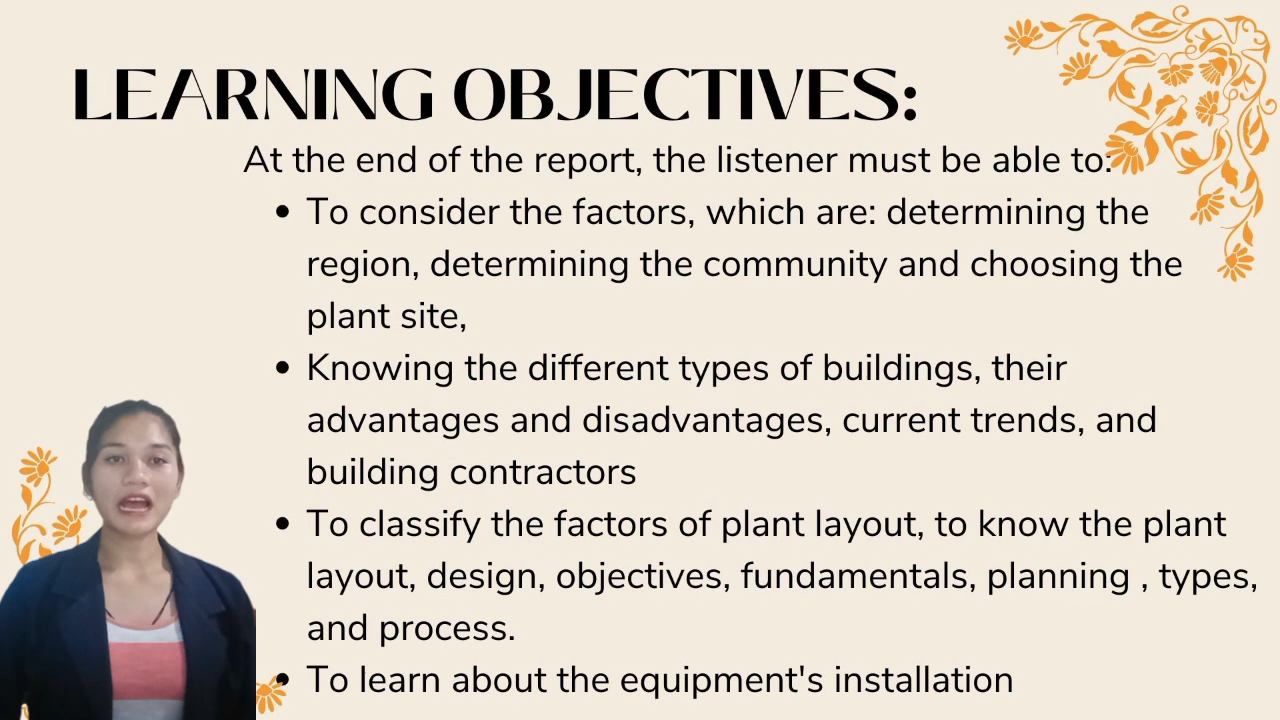 LEARNING OBJECTIVES:
At the end of the report, the listener must be able to:
• To consider the factors, which are: determining the
region, determining the community and choosing the
plant site,
• Knowing the different types of buildings, their
advantages and disadvantages, current trends, and
building contractors
• To classify the factors of plant layout, to know the plant
layout, design, objectives, fundamentals, planning , types,
and process.
• To learn about the equipment's installation